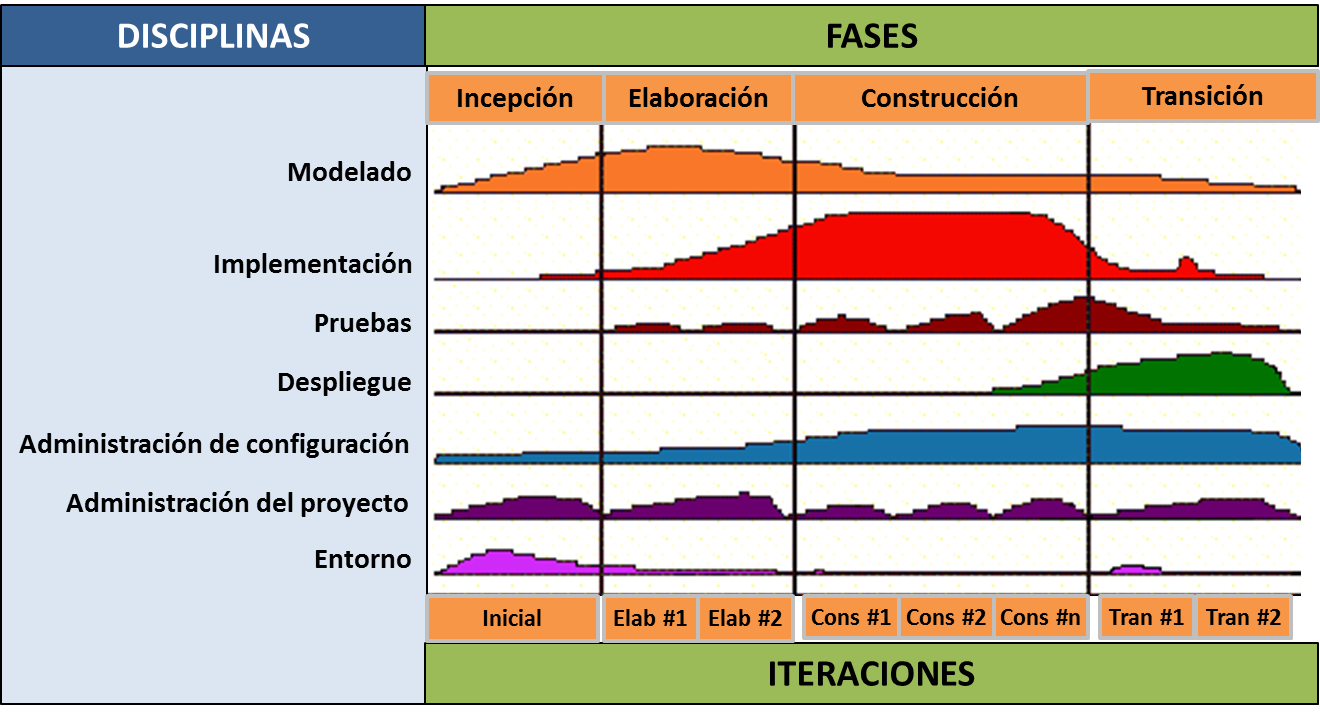 DISCIPLINAS
FASES
Incepción
Elaboración
Construcción
Transición
Modelado
Implementación
Pruebas
Despliegue
Administración de configuración
Administración del proyecto
Entorno
Inicial
Elab #1
Elab #2
Cons #1
Cons #2
Cons #n
Tran #1
Tran #2
ITERACIONES